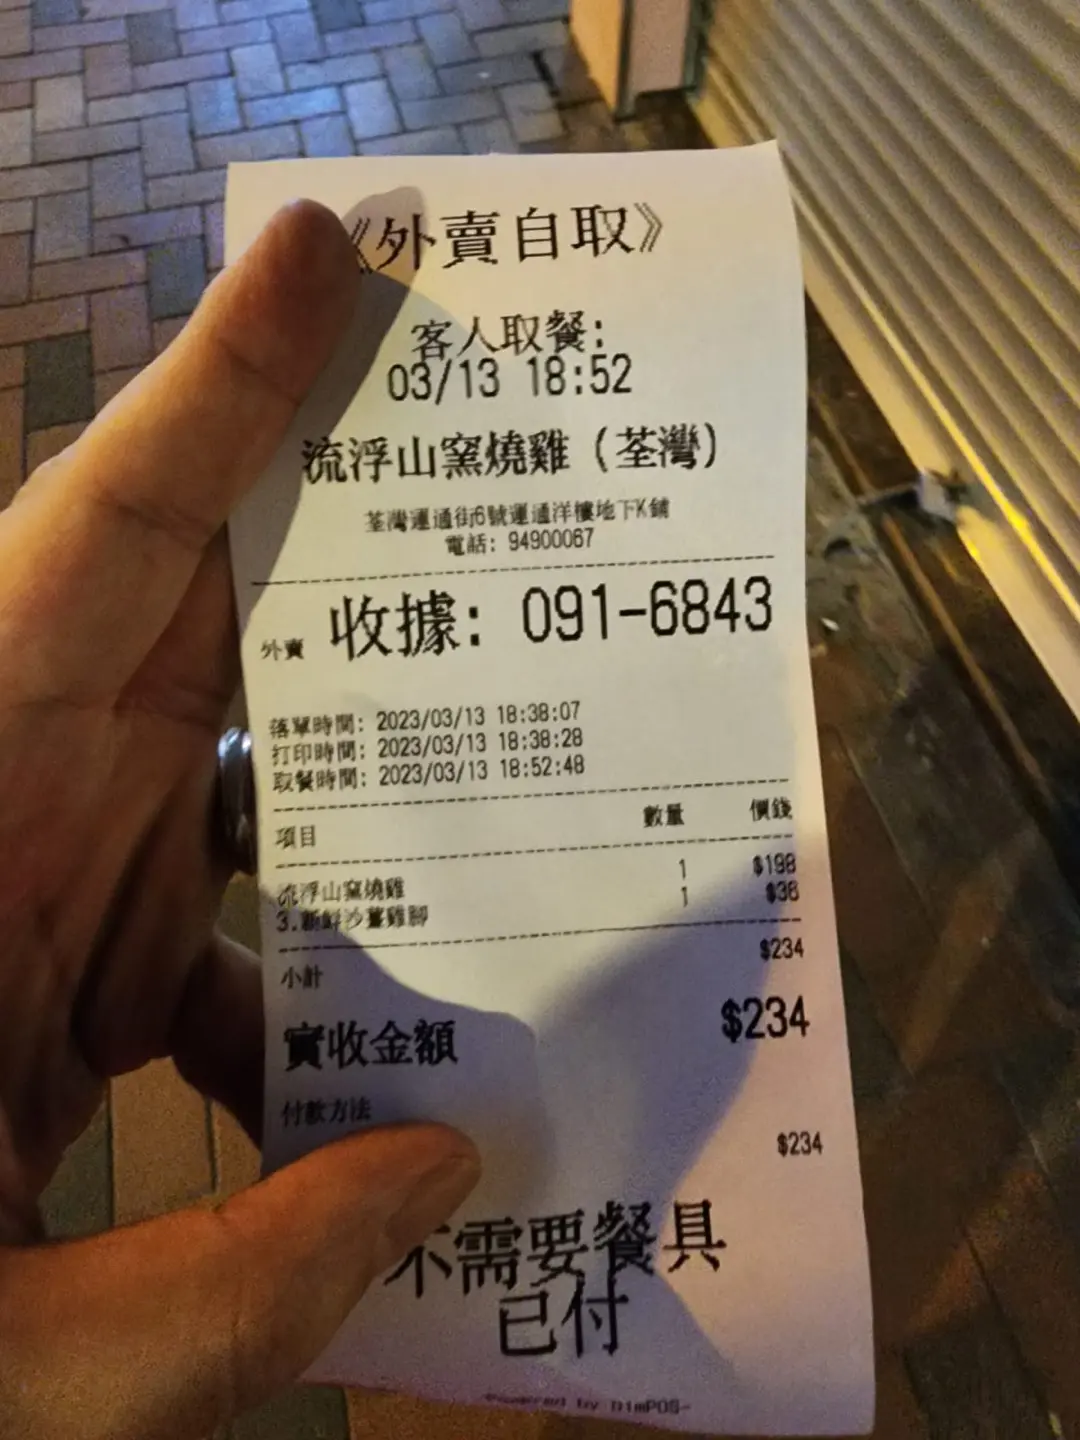 《外賣自取》
客人取餐:
03/13 18:52
流浮山窯燒雞 (荃灣)
荃灣運通街6號運通洋樓地下K鋪
電話: 94900067
外賣 收據: 091-6843
落單時間: 2023/03/13 18:38:07
打印時間: 2023/03/13 18:38:28
取餐時間: 2023/03/13 18:52:48
項目 數量 價錢
流浮山窯燒雞 1 $198
3.新鮮沙薑雞腳 1 $36
小計 $234
實收金額 $234
付款方法
$234
不需要餐具
已付
Powered by DimPOS~